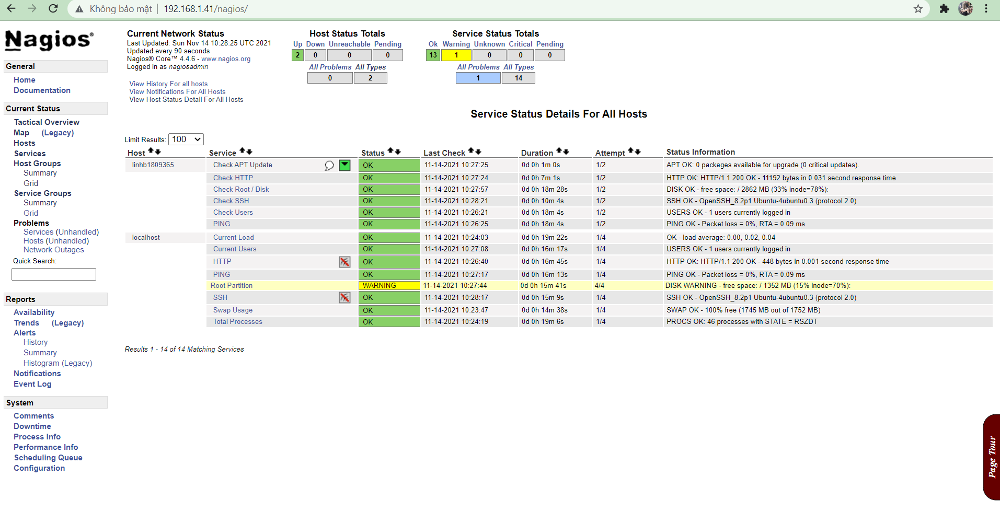 Không bảo mật | 192.168.1.41/nagios/
Nagios®
General
Home
Documentation
Current Status
Tactical Overview
Map (Legacy)
Hosts
Services
Host Groups
Summary
Grid
Service Groups
Summary
Grid
Problems
Services (Unhandled)
Hosts (Unhandled)
Network Outages
Quick Search:
Reports
Availability
Trends (Legacy)
Alerts
History
Summary
Histogram (Legacy)
Notifications
Event Log
System
Comments
Downtime
Process Info
Performance Info
Scheduling Queue
Configuration
Current Network Status
Last Updated: Sun Nov 14 10:28:25 UTC 2021
Updated every 90 seconds
Nagios® Core™ 4.4.6 - www.nagios.org
Logged in as nagiosadmin
View History For all hosts
View Notifications For All Hosts
View Host Status Detail For All Hosts
Host Status Totals
Up Down Unreachable Pending
2 0 0 0
All Problems All Types
0 2
Service Status Totals
Ok Warning Unknown Critical Pending
13 1 0 0 0
All Problems All Types
1 14
Service Status Details For All Hosts
Limit Results: 100
Host Service Status Last Check Duration Attempt Status Information
linhb1809365 Check APT Update OK 11-14-2021 10:27:25 0d 0h 1m 0s 1/2 APT OK: 0 packages available for upgrade (0 critical updates).
Check HTTP OK 11-14-2021 10:27:24 0d 0h 7m 1s 1/2 HTTP OK: HTTP/1.1 200 OK - 11192 bytes in 0.031 second response time
Check Root / Disk OK 11-14-2021 10:27:57 0d 0h 18m 28s 1/2 DISK OK - free space: / 2862 MB (33% inode=78%):
Check SSH OK 11-14-2021 10:28:21 0d 0h 10m 4s 1/2 SSH OK - OpenSSH_8.2p1 Ubuntu-4ubuntu0.3 (protocol 2.0)
Check Users OK 11-14-2021 10:26:21 0d 0h 18m 4s 1/2 USERS OK - 1 users currently logged in
PING OK 11-14-2021 10:26:25 0d 0h 18m 4s 1/2 PING OK - Packet loss = 0%, RTA = 0.09 ms
localhost Current Load OK 11-14-2021 10:24:03 0d 0h 19m 22s 1/4 OK - load average: 0.00, 0.02, 0.04
Current Users OK 11-14-2021 10:27:08 0d 0h 16m 17s 1/4 USERS OK - 1 users currently logged in
HTTP OK 11-14-2021 10:26:40 0d 0h 16m 45s 1/4 HTTP OK: HTTP/1.1 200 OK - 448 bytes in 0.001 second response time
PING OK 11-14-2021 10:27:17 0d 0h 16m 13s 1/4 PING OK - Packet loss = 0%, RTA = 0.09 ms
Root Partition WARNING 11-14-2021 10:27:44 0d 0h 15m 41s 4/4 DISK WARNING - free space: / 1352 MB (15% inode=70%):
SSH OK 11-14-2021 10:28:17 0d 0h 15m 9s 1/4 SSH OK - OpenSSH_8.2p1 Ubuntu-4ubuntu0.3 (protocol 2.0)
Swap Usage OK 11-14-2021 10:23:47 0d 0h 14m 38s 1/4 SWAP OK - 100% free (1745 MB out of 1752 MB)
Total Processes OK 11-14-2021 10:24:19 0d 0h 19m 6s 1/4 PROCS OK: 46 processes with STATE = RSZDT
Results 1 - 14 of 14 Matching Services
Page Tour